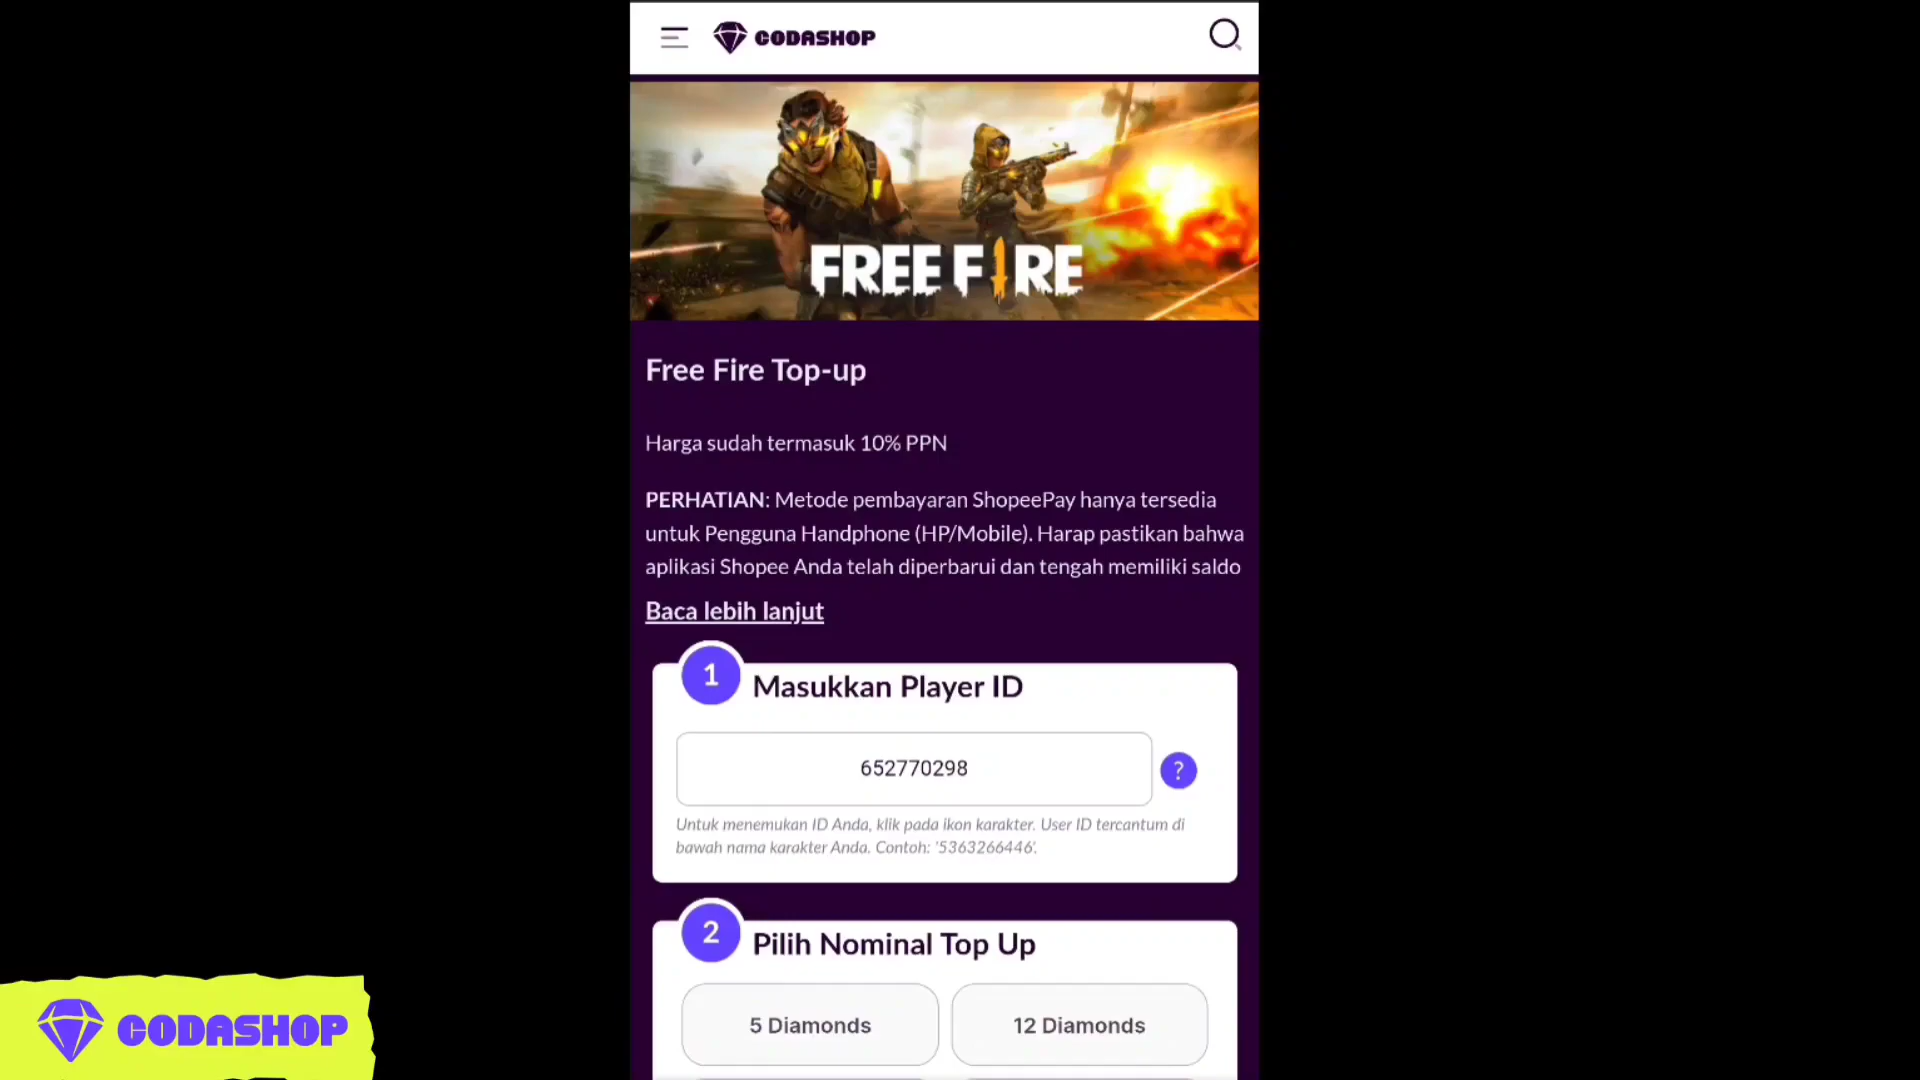 CODASHOP
FREE FIRE
Free Fire Top-up
Harga sudah termasuk 10% PPN
PERHATIAN: Metode pembayaran ShopeePay hanya tersedia
untuk Pengguna Handphone (HP/Mobile). Harap pastikan bahwa
aplikasi Shopee Anda telah diperbarui dan tengah memiliki saldo
Baca lebih lanjut
1 Masukkan Player ID
652770298 ?
Untuk menemukan ID Anda, klik pada ikon karakter. User ID tercantum di
bawah nama karakter Anda. Contoh: '5363266446'.
2 Pilih Nominal Top Up
5 Diamonds 12 Diamonds
CODASHOP